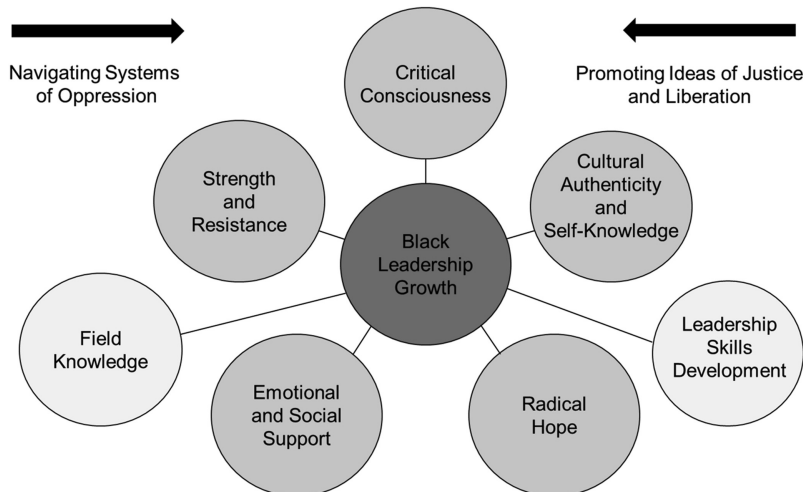 Navigating Systems
of Oppression
Critical
Consciousness
Promoting Ideas of Justice
and Liberation
Strength
and
Resistance
Cultural
Authenticity
and
Self-Knowledge
Black
Leadership
Growth
Field
Knowledge
Leadership
Skills
Development
Emotional
and Social
Support
Radical
Hope